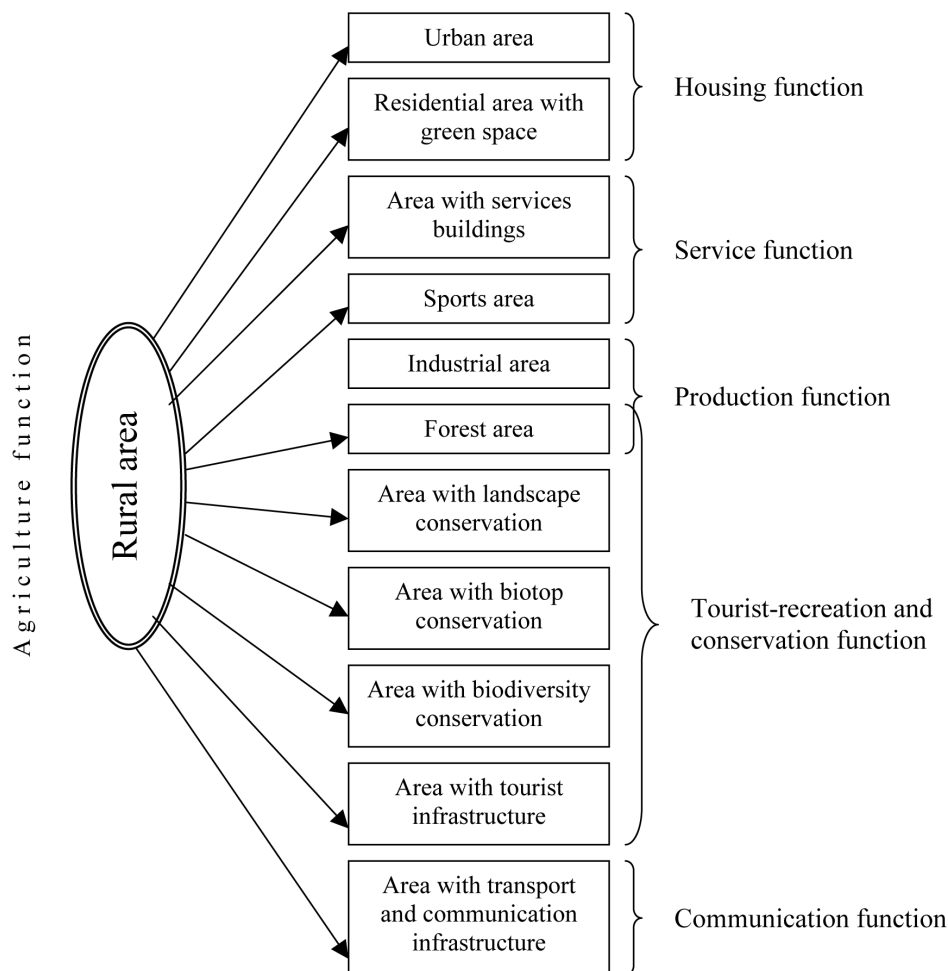 Agriculture function
Rural area
Urban area
Residential area with
green space
Area with services
buildings
Sports area
Industrial area
Forest area
Area with landscape
conservation
Area with biotop
conservation
Area with biodiversity
conservation
Area with tourist
infrastructure
Area with transport
and communication
infrastructure
Housing function
Service function
Production function
Tourist-recreation and
conservation function
Communication function